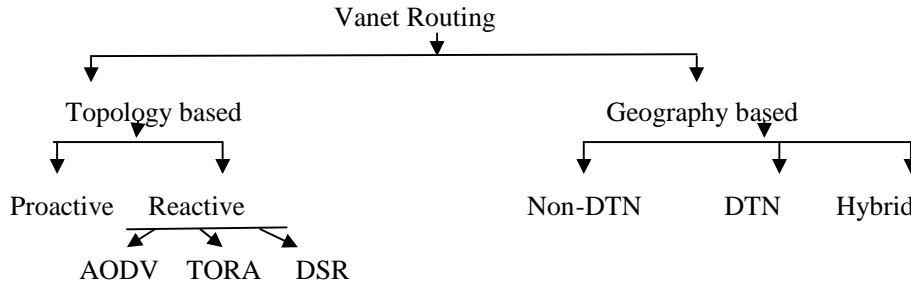 Vanet Routing
Topology based Geography based
Proactive Reactive Non-DTN DTN Hybrid
AODV TORA DSR